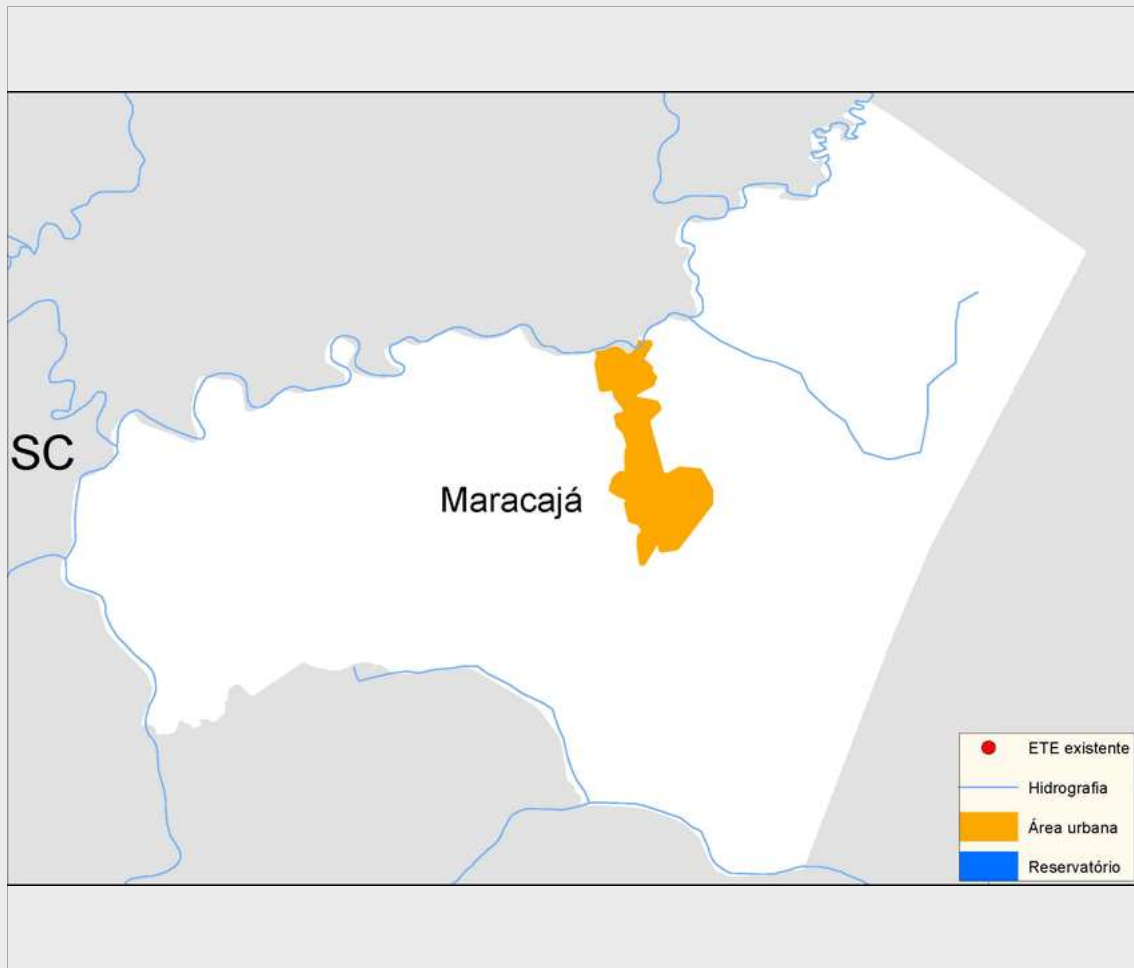 SC
Maracajá
ETE existente
Hidrografia
Área urbana
Reservatório